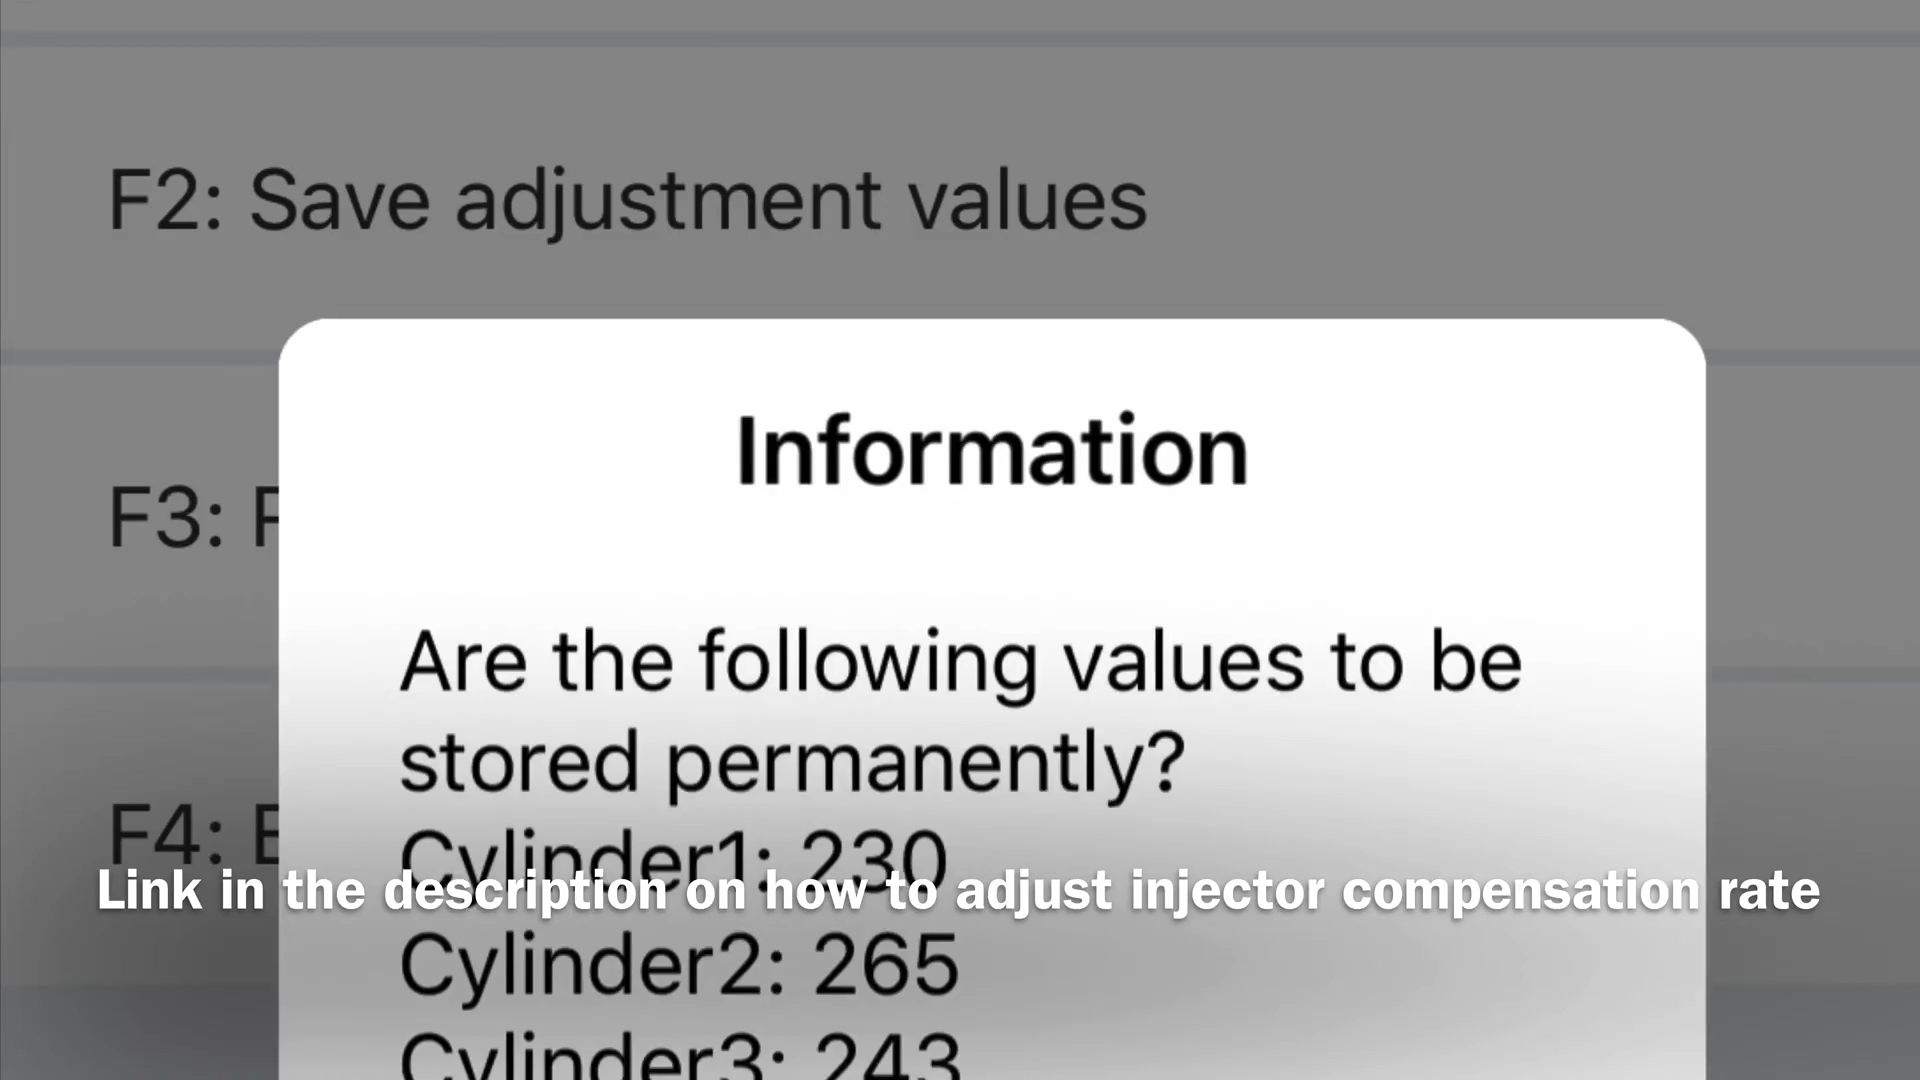 F2: Save adjustment values
Information
F3:
Are the following values to be
stored permanently?
F4:
Cylinder1: 230
Link in the description on how to adjust injector compensation rate
Cylinder2: 265
Cylinder3: 243